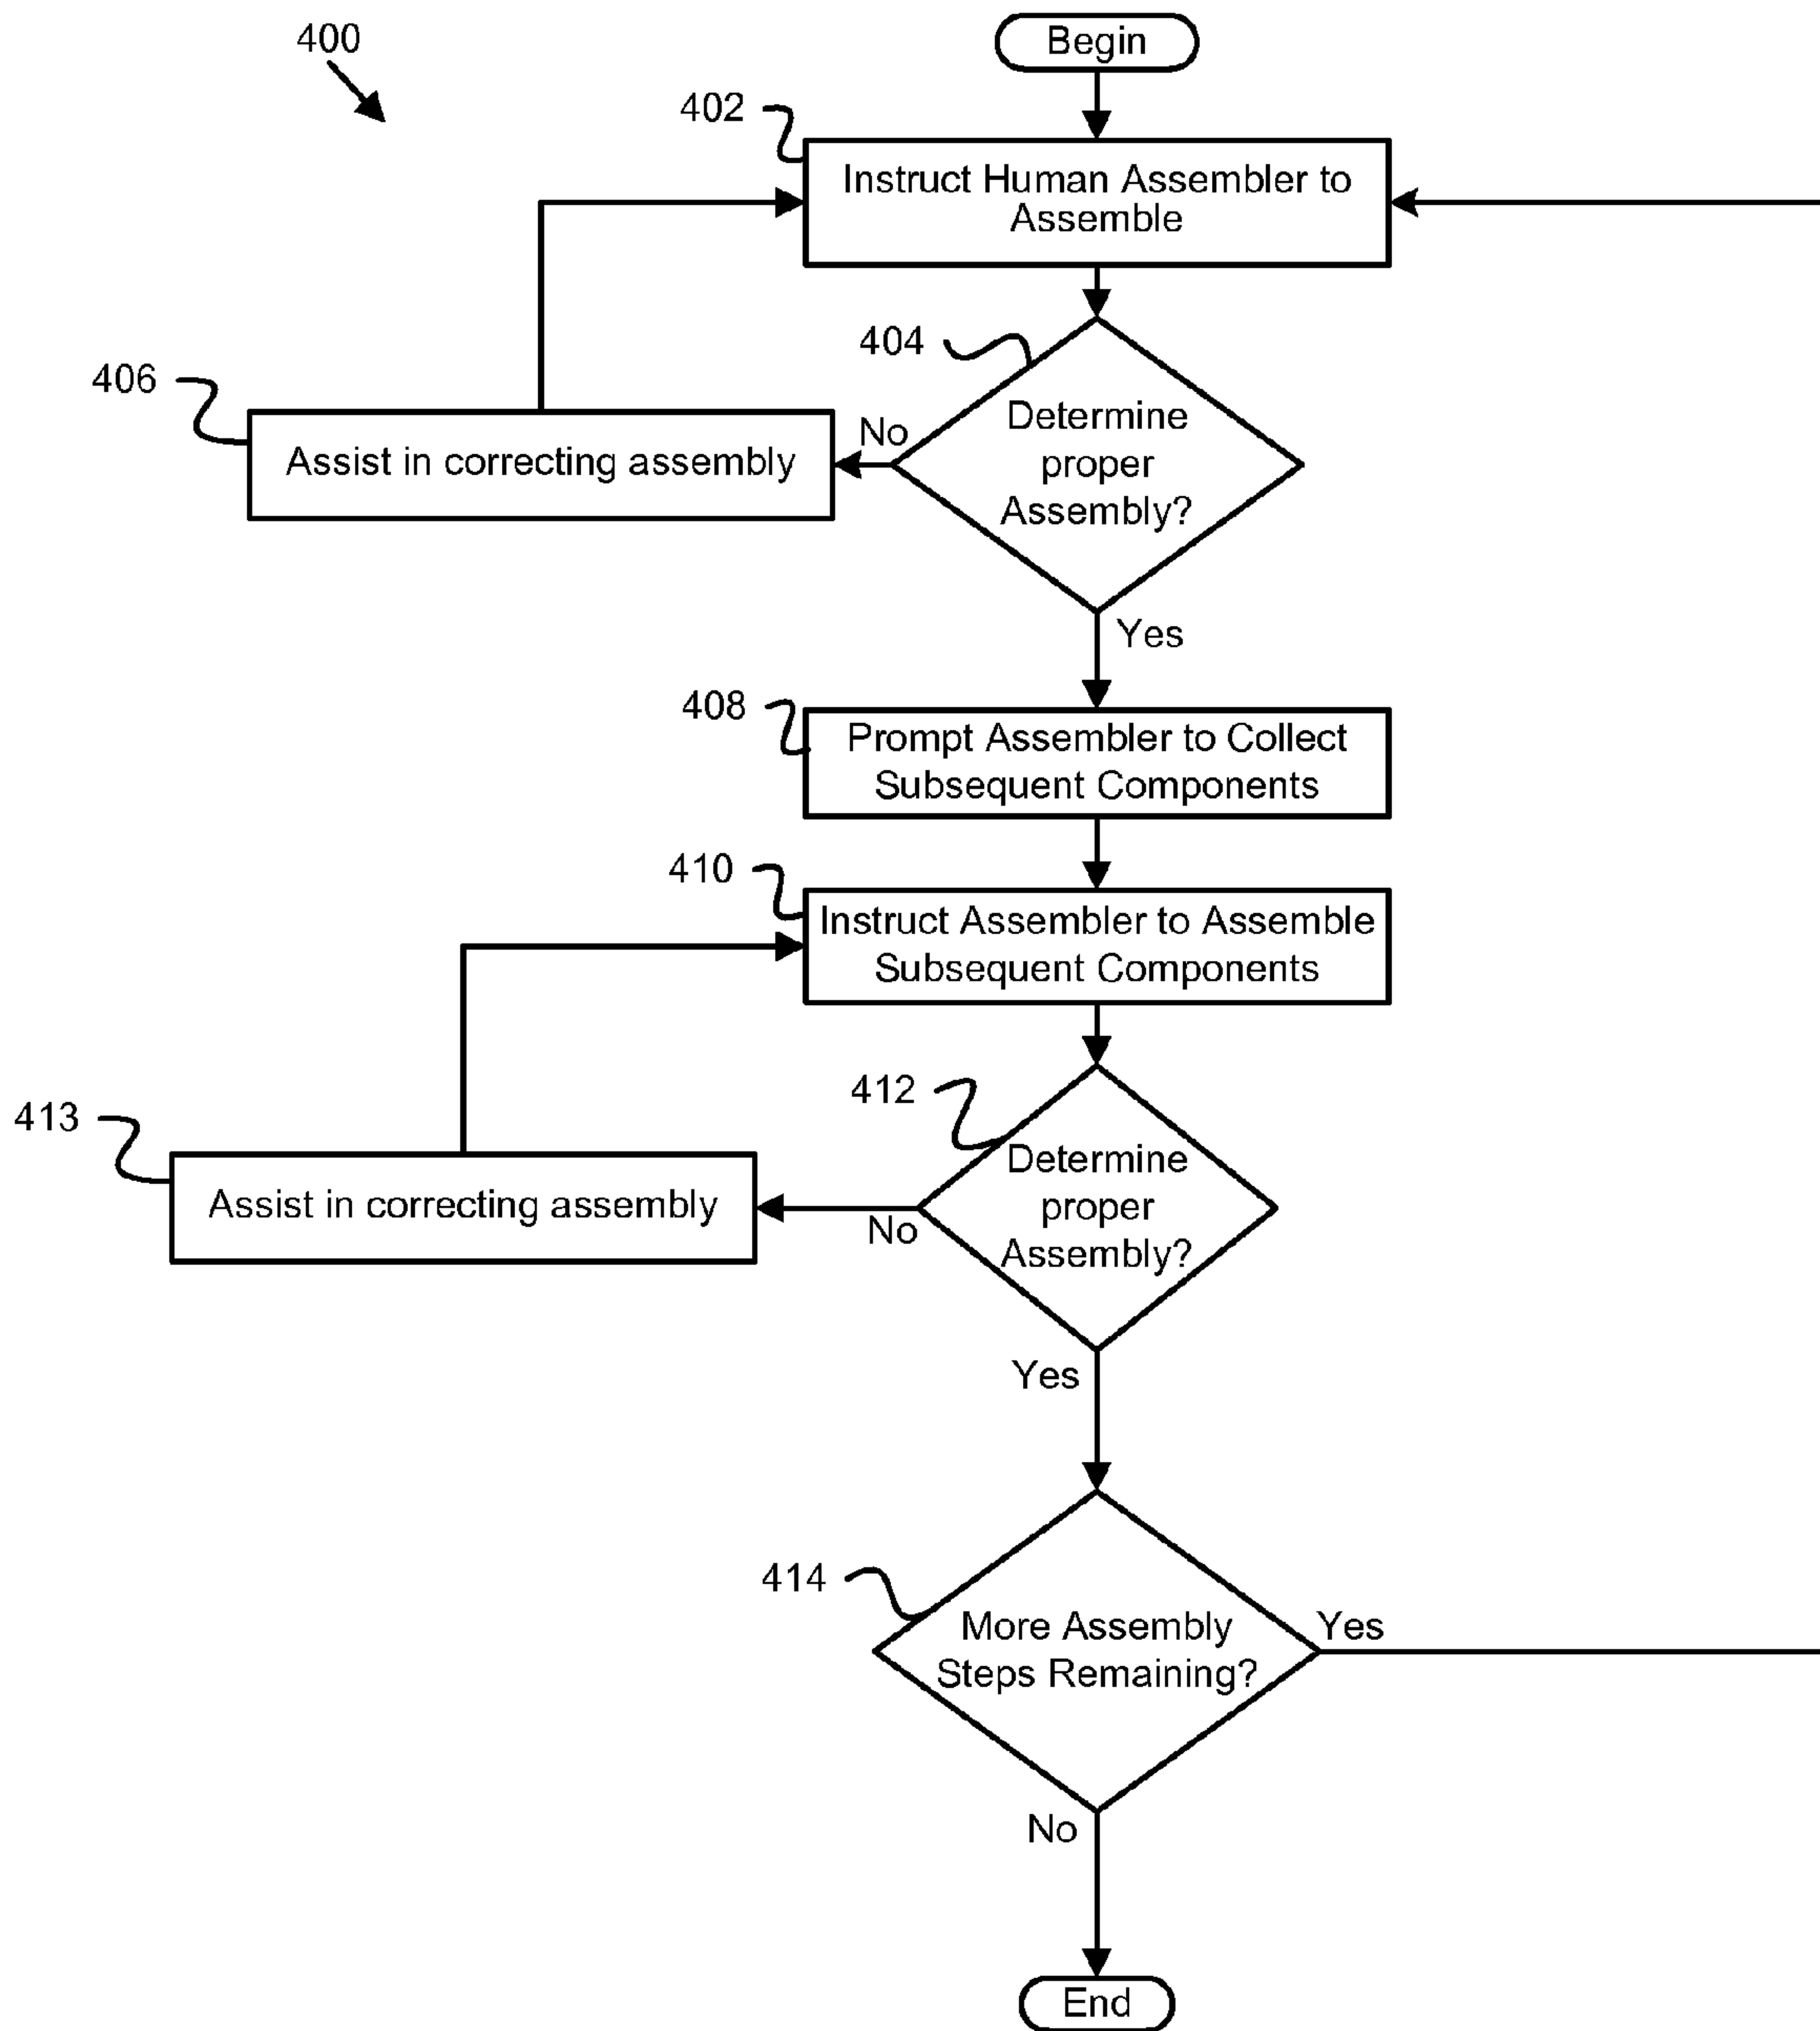 400
Begin
402
Instruct Human Assembler to
Assemble
404
Determine
proper
Assembly?
406
No
Assist in correcting assembly
Yes
408
Prompt Assembler to Collect
Subsequent Components
410
Instruct Assembler to Assemble
Subsequent Components
412
Determine
proper
Assembly?
413
No
Assist in correcting assembly
Yes
414
More Assembly
Steps Remaining?
Yes
No
End